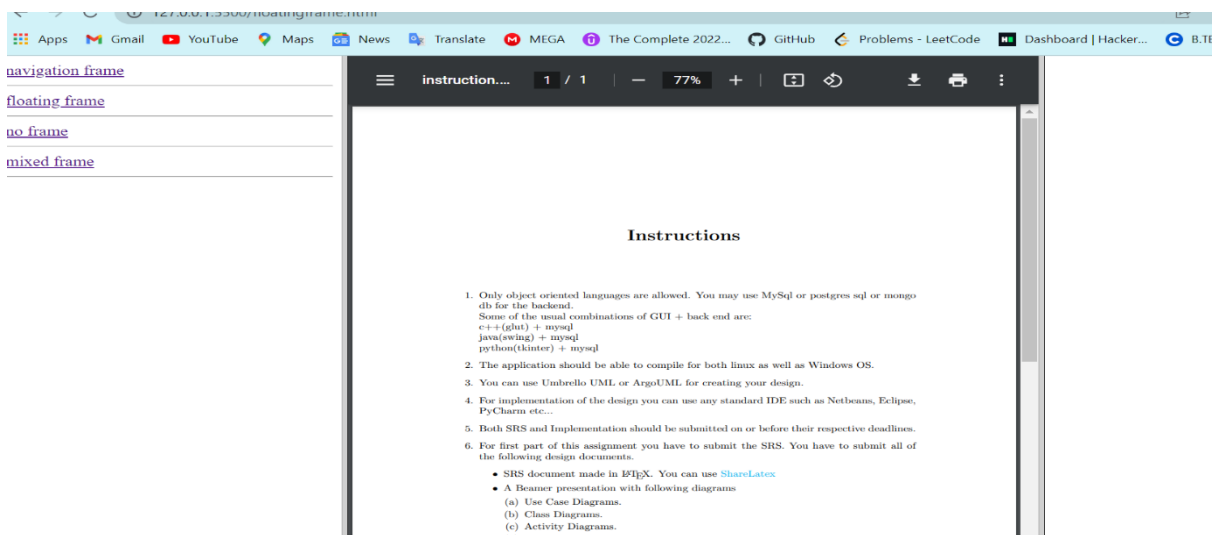 127.0.0.1:5500/floatingframe.html
Apps Gmail YouTube Maps News Translate MEGA The Complete 2022... GitHub Problems - LeetCode Dashboard | Hacker... B.TE
navigation frame
floating frame
no frame
mixed frame
instruction.... 1 / 1 77%
Instructions
1. Only object oriented languages are allowed. You may use MySql or postgres sql or mongo
db for the backend.
Some of the usual combinations of GUI + back end are:
c++(glut) + mysql
java(swing) + mysql
python(tkinter) + mysql
2. The application should be able to compile for both linux as well as Windows OS.
3. You can use Umbrello UML or ArgoUML for creating your design.
4. For implementation of the design you can use any standard IDE such as Netbeans, Eclipse,
PyCharm etc...
5. Both SRS and Implementation should be submitted on or before their respective deadlines.
6. For first part of this assignment you have to submit the SRS. You have to submit all of
the following design documents.
• SRS document made in LATEX. You can use ShareLatex
• A Beamer presentation with following diagrams
(a) Use Case Diagrams.
(b) Class Diagrams.
(c) Activity Diagrams.